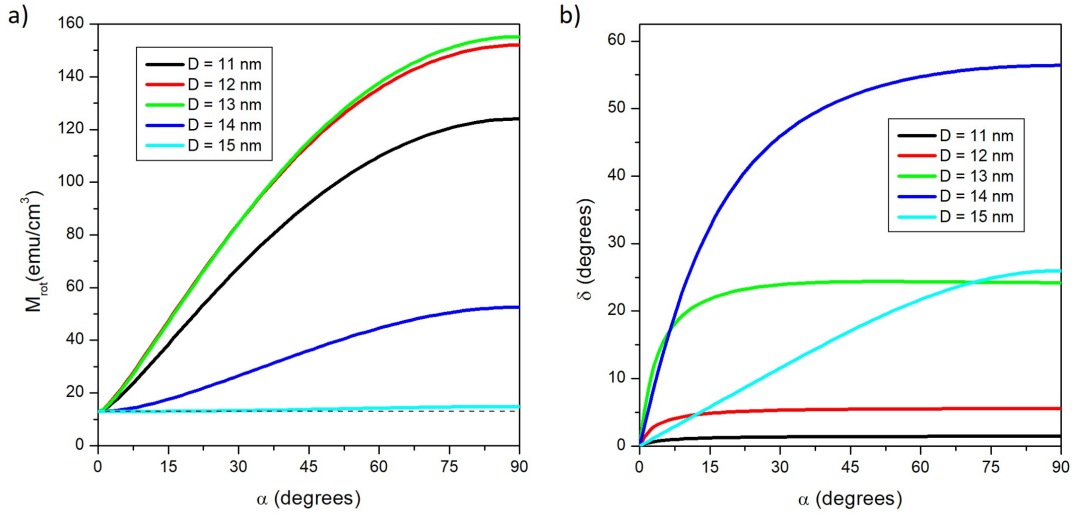 a)
160
140
120
100
80
60
40
20
0
M_rot(emu/cm³)
D = 11 nm
D = 12 nm
D = 13 nm
D = 14 nm
D = 15 nm
0 15 30 45 60 75 90
α (degrees)
b)
60
50
40
30
20
10
0
δ (degrees)
D = 11 nm
D = 12 nm
D = 13 nm
D = 14 nm
D = 15 nm
0 15 30 45 60 75 90
α (degrees)